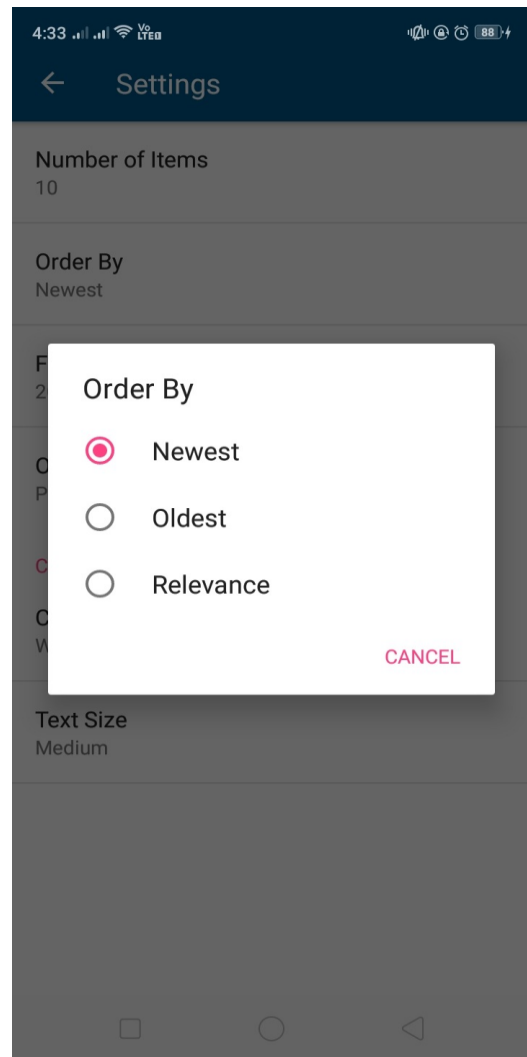 4:33 Vo LTE 88
Settings
Number of Items
10
Order By
Newest
F
2
Order By
Newest
O
P
Oldest
C
Relevance
C
W
CANCEL
Text Size
Medium